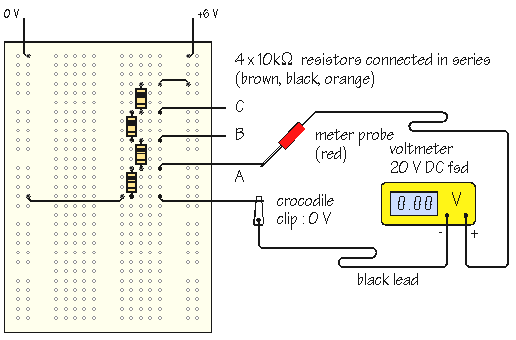 0 V
+6 V
4 x 10kΩ resistors connected in series
(brown, black, orange)
C
B
A
meter probe
(red)
voltmeter
20 V DC fsd
crocodile
clip : 0 V
0.00
V
- +
black lead